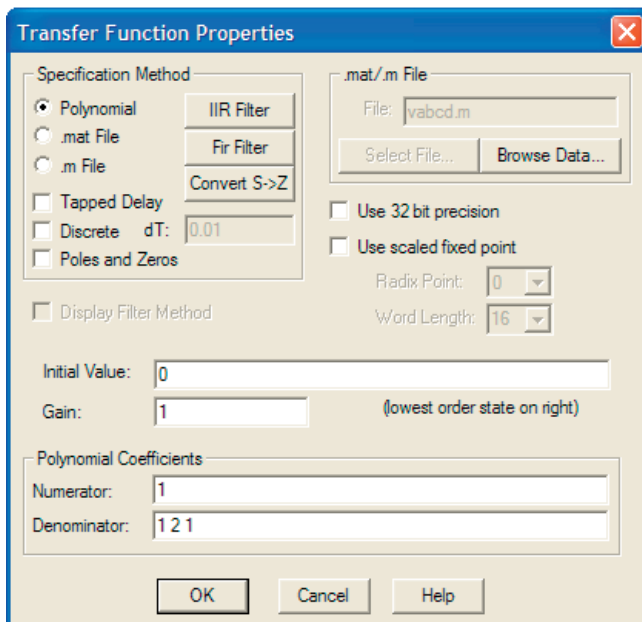 Transfer Function Properties
Specification Method
Polynomial
.mat File
.m File
IIR Filter
Fir Filter
Convert S->Z
Tapped Delay
Discrete dT: 0.01
Poles and Zeros
Display Filter Method
.mat/.m File
File: vabcd.m
Select File...
Browse Data...
Use 32 bit precision
Use scaled fixed point
Radix Point: 0
Word Length: 16
Initial Value: 0
Gain: 1
(lowest order state on right)
Polynomial Coefficients
Numerator: 1
Denominator: 1 2 1
OK
Cancel
Help